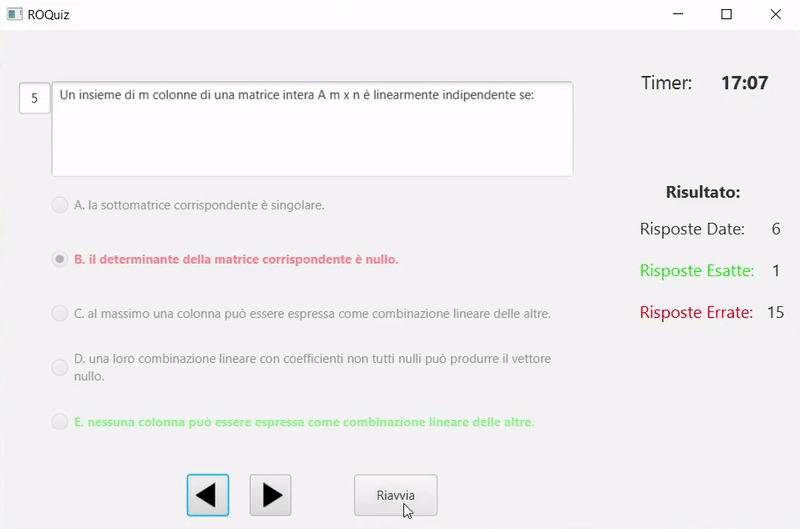 ROQuiz
Timer: 17:07
5
Un insieme di m colonne di una matrice intera A m x n è linearmente indipendente se:
A. la sottomatrice corrispondente è singolare.
B. il determinante della matrice corrispondente è nullo.
C. al massimo una colonna può essere espressa come combinazione lineare delle altre.
D. una loro combinazione lineare con coefficienti non tutti nulli può produrre il vettore
nullo.
E. nessuna colonna può essere espressa come combinazione lineare delle altre.
Risultato:
Risposte Date: 6
Risposte Esatte: 1
Risposte Errate: 15
Riavvia